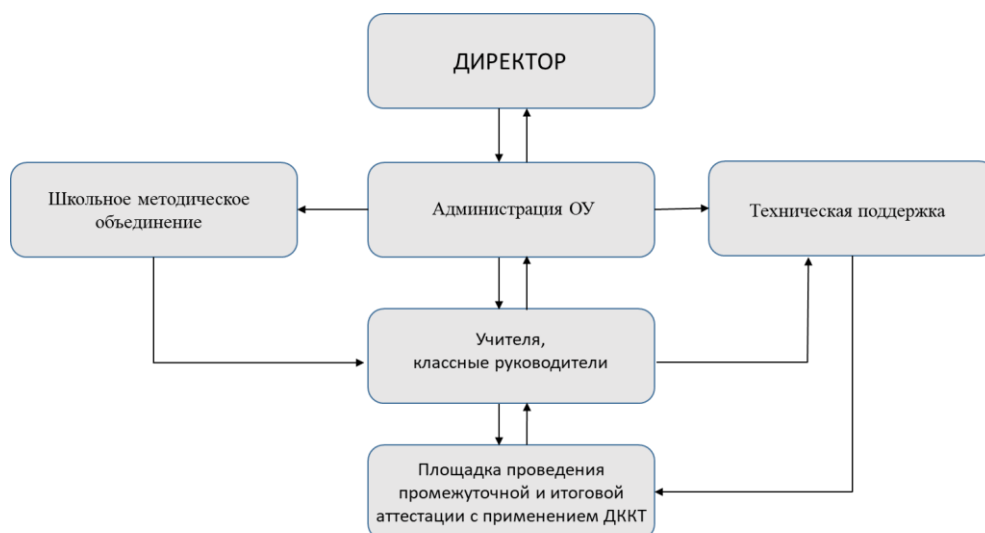 ДИРЕКТОР
Школьное методическое
объединение
Администрация ОУ
Техническая поддержка
Учителя,
классные руководители
Площадка проведения
промежуточной и итоговой
аттестации с применением ДККТ